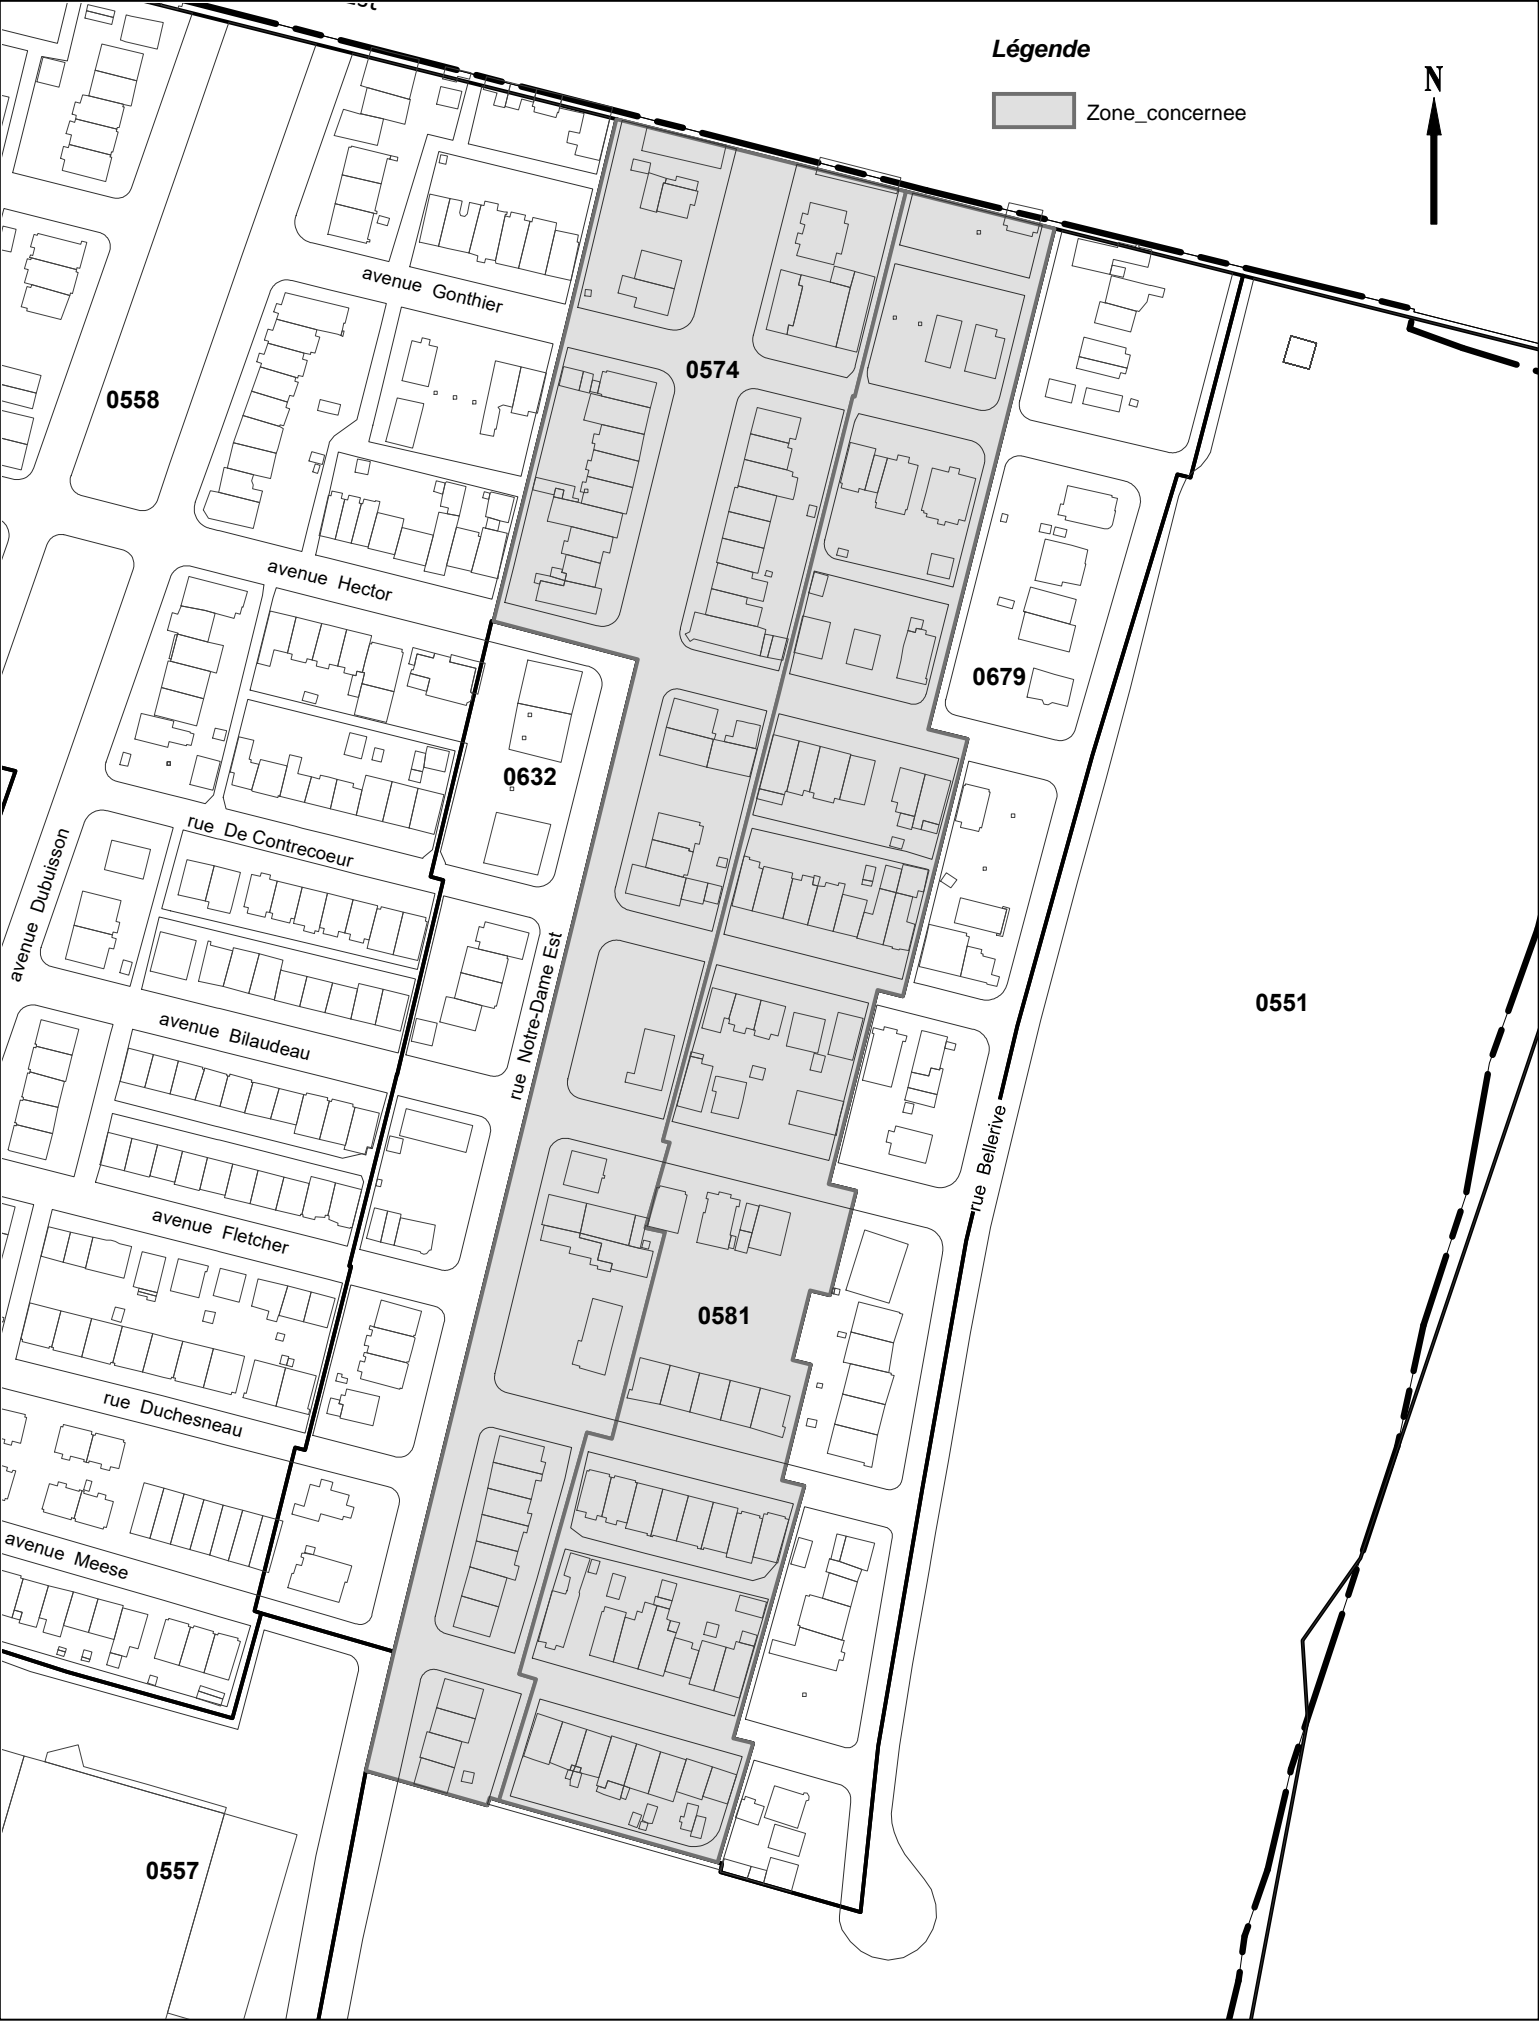 Légende
N
Zone_concernee
avenue Gonthier
0574
0558
avenue Hector
0679
0632
rue De Contrecoeur
avenue Dubuisson
rue Notre-Dame Est
0551
avenue Bilaudeau
rue Bellerive
avenue Fletcher
0581
rue Duchesneau
avenue Meese
0557